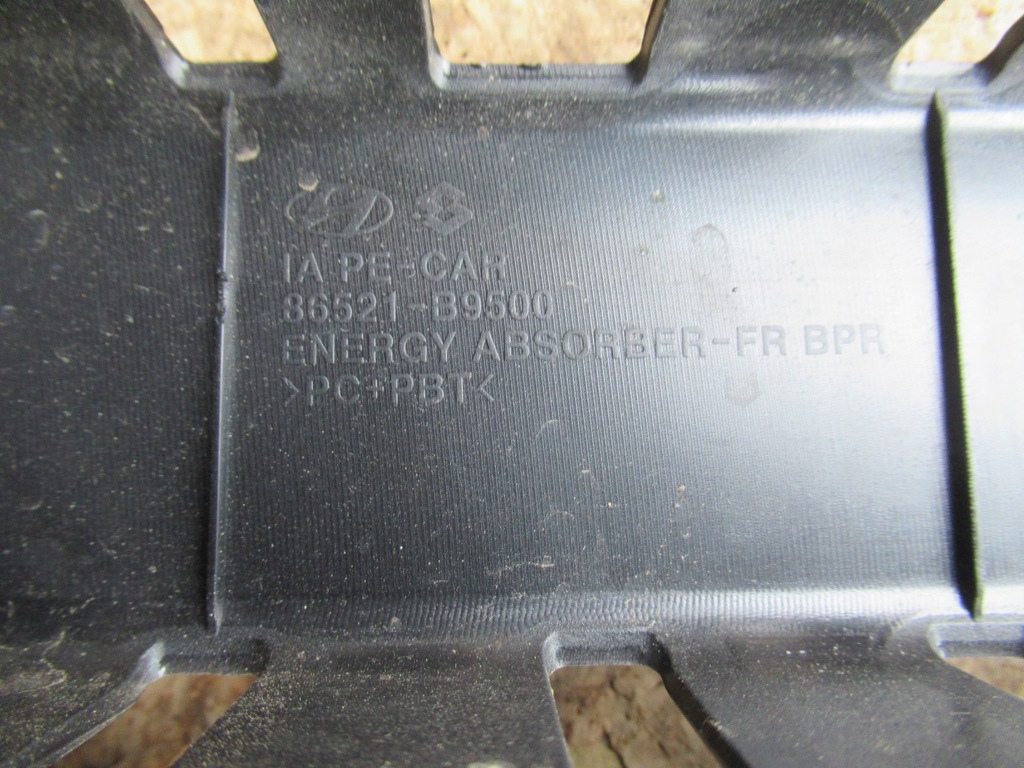 IA PE-CAR
86521-B9500
ENERGY ABSORBER-FR BPR
>PC+PBT<